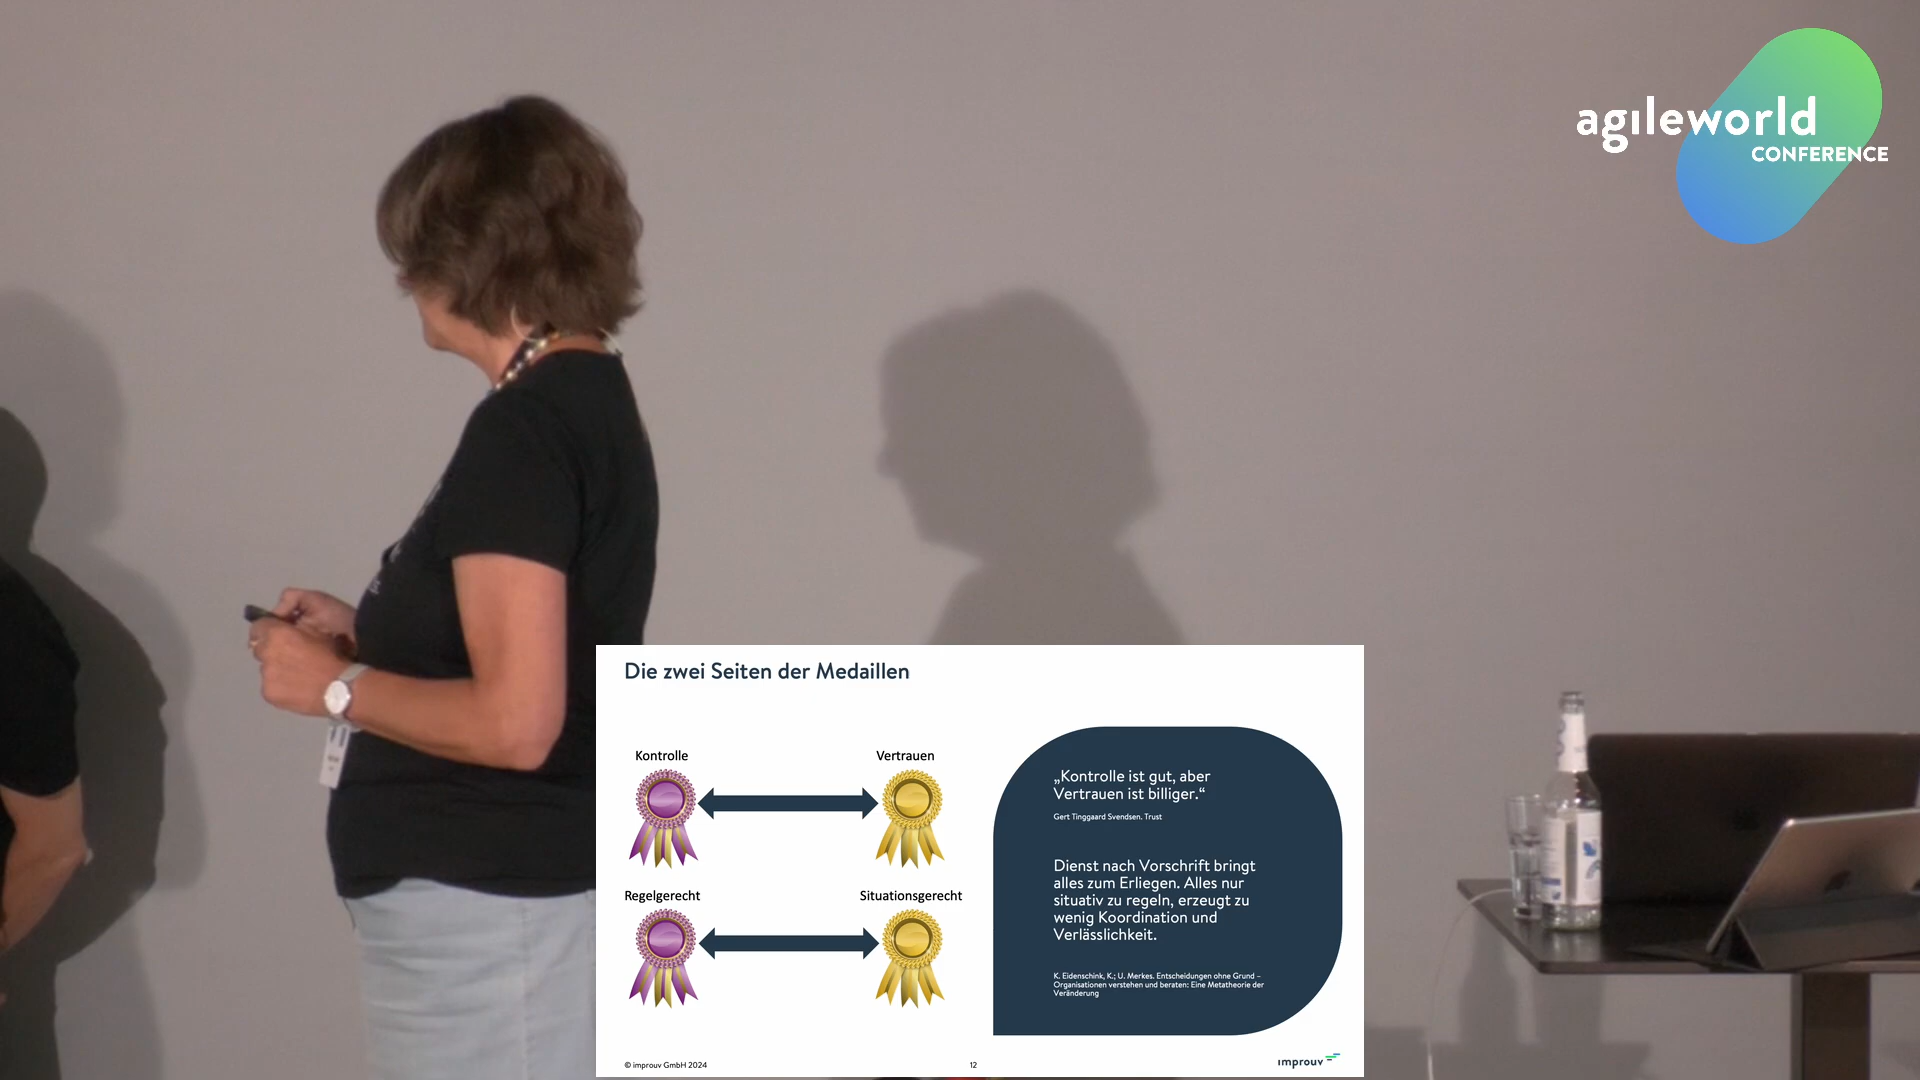 agileworld
CONFERENCE
Die zwei Seiten der Medaillen
Kontrolle
Vertrauen
Regelgerecht
Situationsgerecht
„Kontrolle ist gut, aber
Vertrauen ist billiger.“
Gert Tinggaard Svendsen. Trust
Dienst nach Vorschrift bringt
alles zum Erliegen. Alles nur
situativ zu regeln, erzeugt zu
wenig Koordination und
Verlässlichkeit.
K. Eidenschink, K.; U. Merkes. Entscheidungen ohne Grund –
Organisationen verstehen und beraten: Eine Metatheorie der
Veränderung
© improuv GmbH 2024
12
improuv